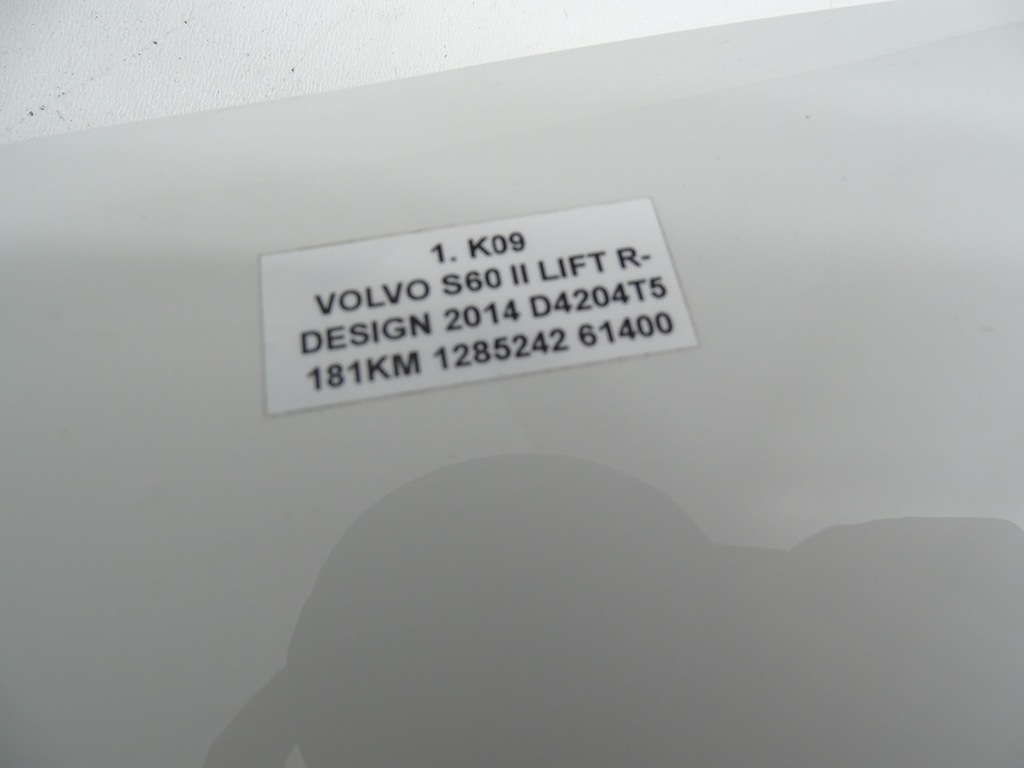 1. K09
VOLVO S60 II LIFT R-
DESIGN 2014 D4204T5
181KM 1285242 61400